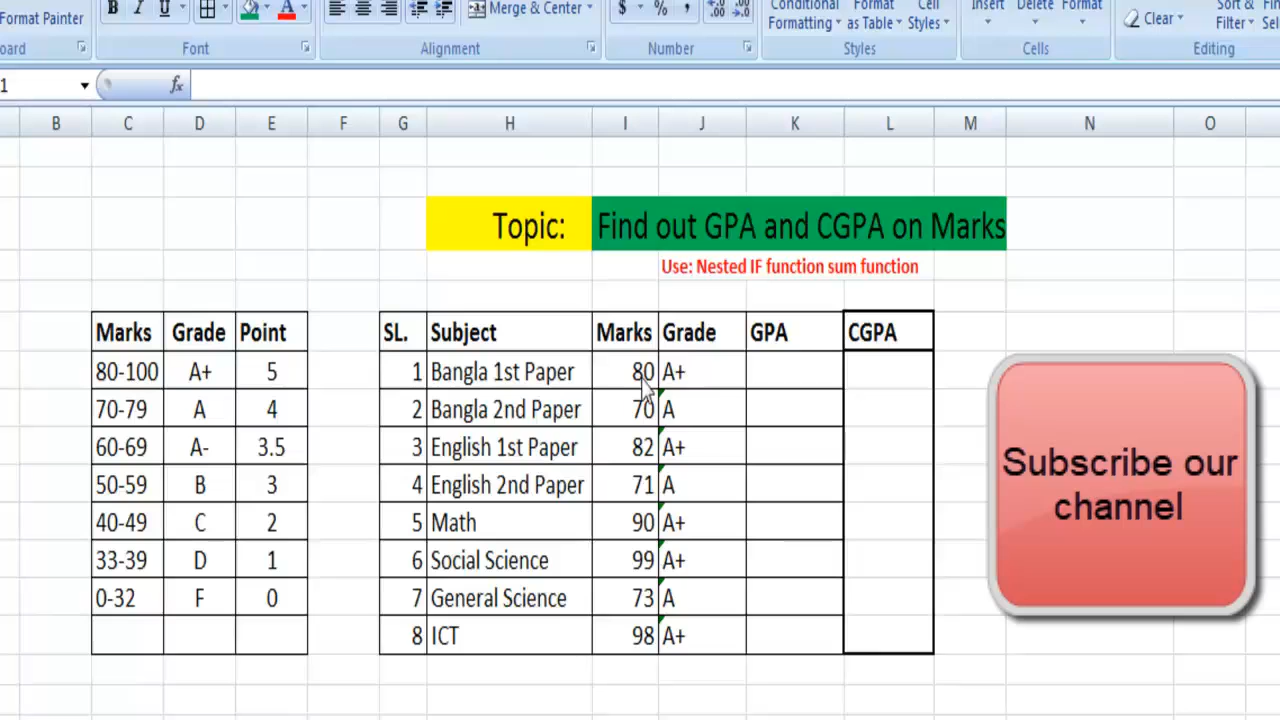 Format Painter
B I U
Merge & Center
$ % ,
Conditional Formatting
Format as Table
Cell Styles
Insert Delete Format
Clear
Sort & Filter
Font Alignment Number Styles Cells Editing
1 fx
B C D E F G H I J K L M N O
Topic: Find out GPA and CGPA on Marks
Use: Nested IF function sum function
Marks Grade Point
80-100 A+ 5
70-79 A 4
60-69 A- 3.5
50-59 B 3
40-49 C 2
33-39 D 1
0-32 F 0
SL. Subject Marks Grade GPA CGPA
1 Bangla 1st Paper 80 A+
2 Bangla 2nd Paper 70 A
3 English 1st Paper 82 A+
4 English 2nd Paper 71 A
5 Math 90 A+
6 Social Science 99 A+
7 General Science 73 A
8 ICT 98 A+
Subscribe our
channel